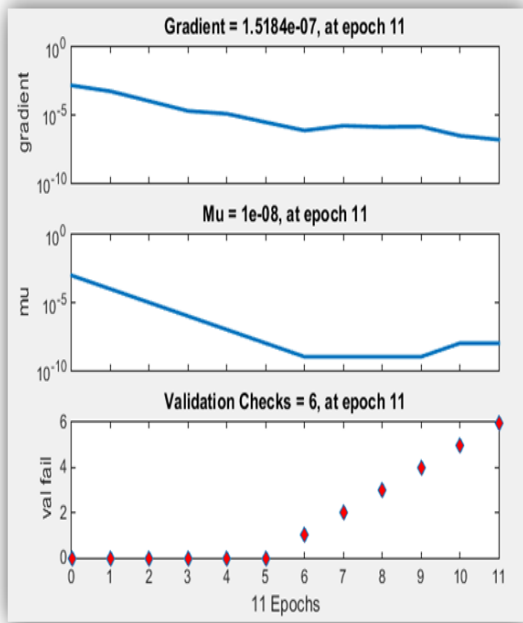 Gradient = 1.5184e-07, at epoch 11
10^0
10^-5
10^-10
gradient
Mu = 1e-08, at epoch 11
10^0
10^-5
10^-10
mu
Validation Checks = 6, at epoch 11
6
4
2
0
val fail
0 1 2 3 4 5 6 7 8 9 10 11
11 Epochs